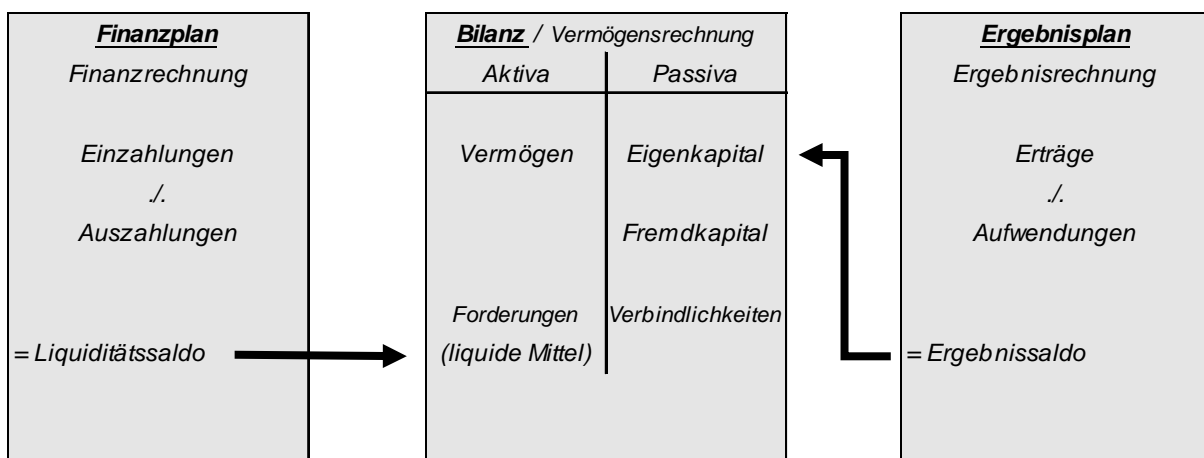 Finanzplan
Finanzrechnung
Einzahlungen
./.
Auszahlungen
= Liquiditätssaldo
Bilanz / Vermögensrechnung
Aktiva
Passiva
Vermögen
Eigenkapital
Fremdkapital
Forderungen
Verbindlichkeiten
(liquide Mittel)
Ergebnisplan
Ergebnisrechnung
Erträge
./.
Aufwendungen
= Ergebnissaldo